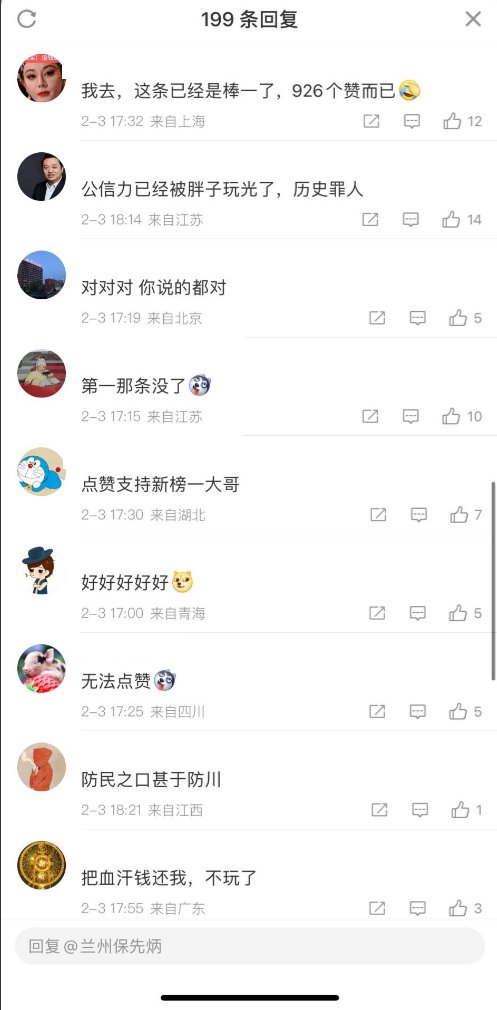 199 条回复
我去，这条已经是棒一了，926个赞而已
2-3 17:32 来自上海
12
公信力已经被胖子玩光了，历史罪人
2-3 18:14 来自江苏
14
对对对 你说的都对
2-3 17:19 来自北京
5
第一那条没了
2-3 17:15 来自江苏
10
点赞支持新榜一大哥
2-3 17:30 来自湖北
7
好好好好好
2-3 17:00 来自青海
5
无法点赞
2-3 17:25 来自四川
5
防民之口甚于防川
2-3 18:21 来自江西
1
把血汗钱还我，不玩了
2-3 17:55 来自广东
3
回复@兰州保先炳